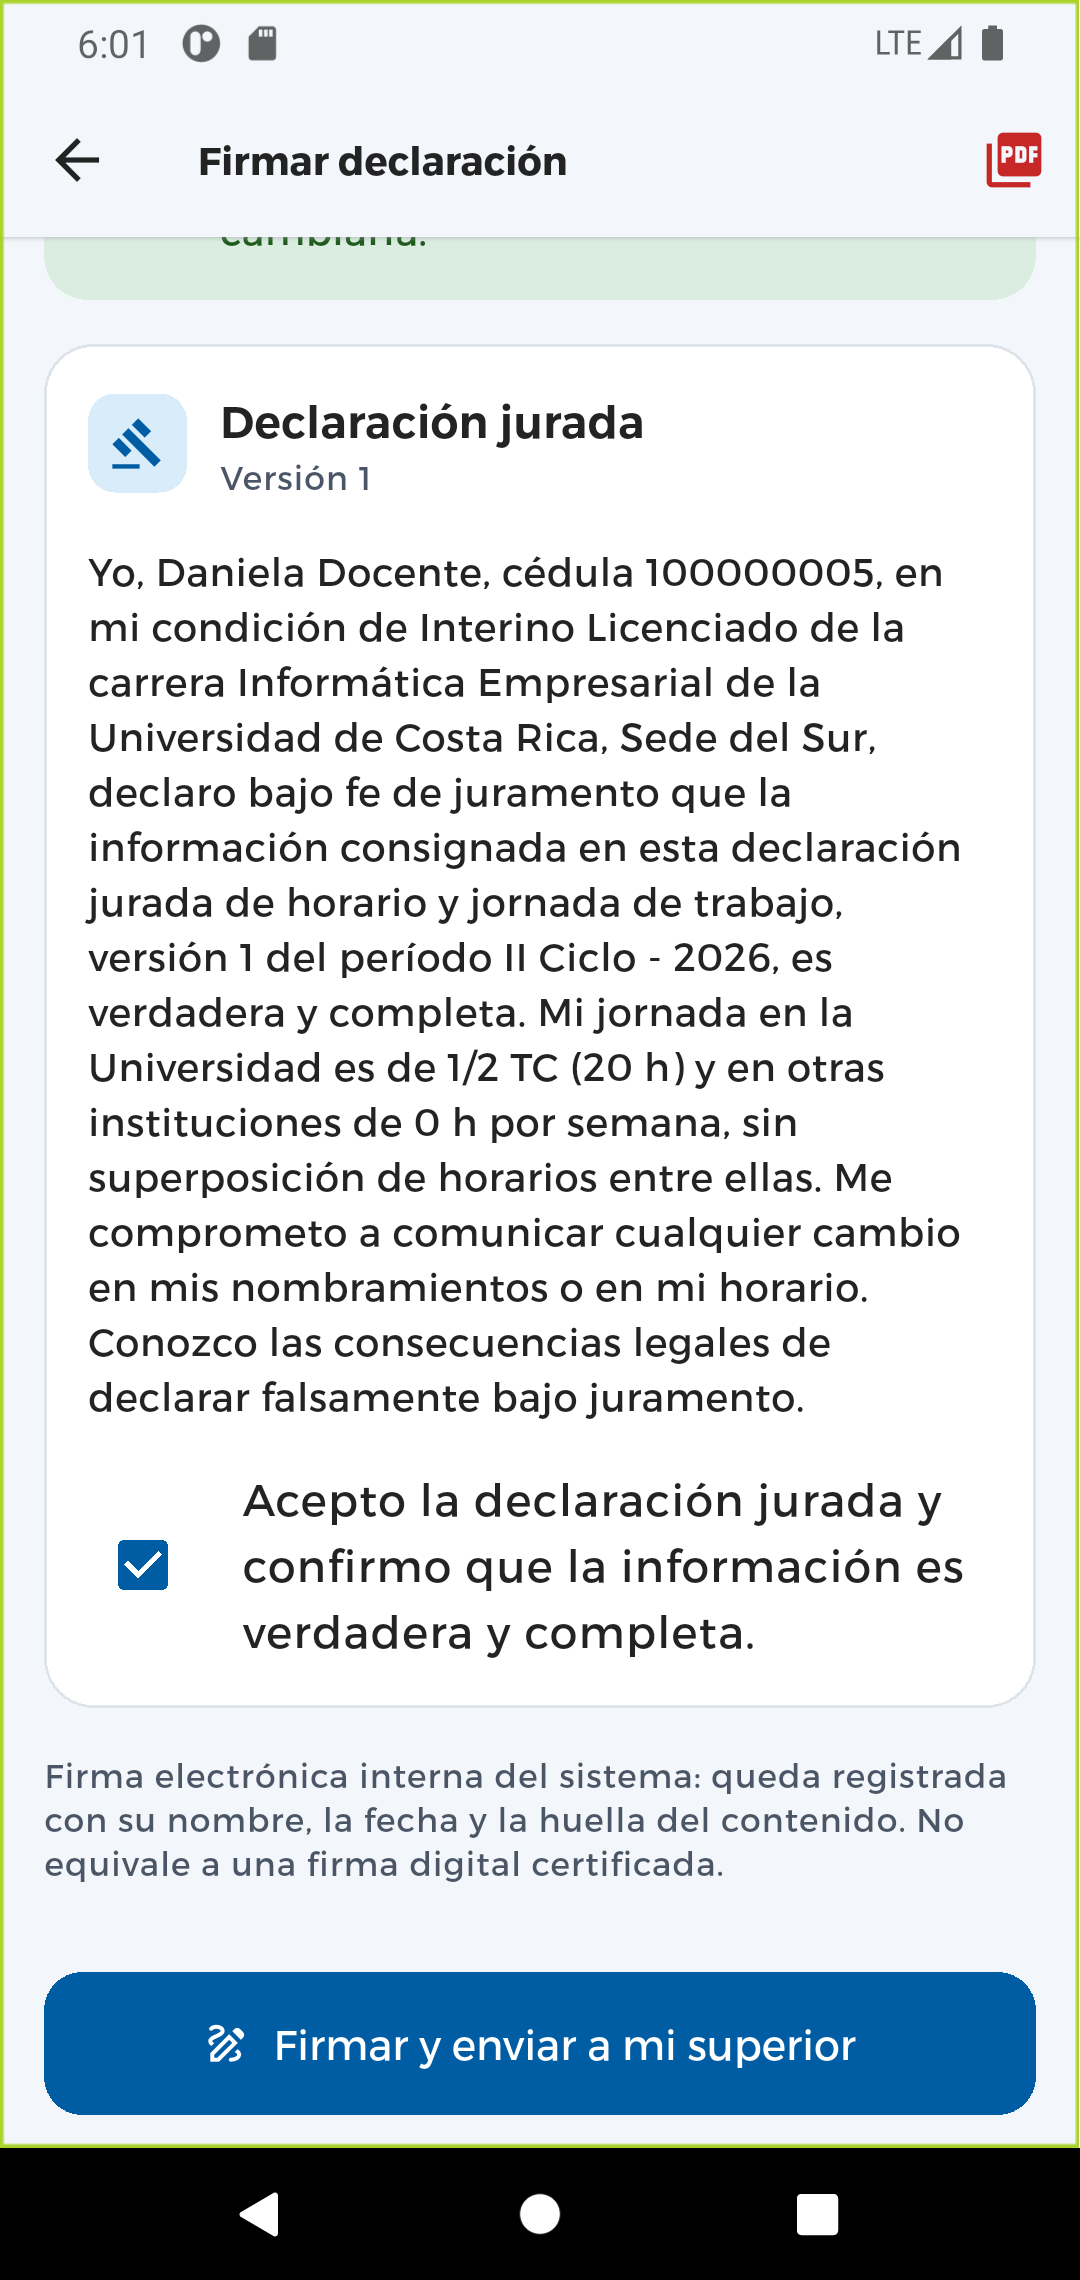 6:01
LTE
Firmar declaración
PDF
cambiaria.
Declaración jurada
Versión 1
Yo, Daniela Docente, cédula 100000005, en
mi condición de Interino Licenciado de la
carrera Informática Empresarial de la
Universidad de Costa Rica, Sede del Sur,
declaro bajo fe de juramento que la
información consignada en esta declaración
jurada de horario y jornada de trabajo,
versión 1 del período II Ciclo - 2026, es
verdadera y completa. Mi jornada en la
Universidad es de 1/2 TC (20 h) y en otras
instituciones de 0 h por semana, sin
superposición de horarios entre ellas. Me
comprometo a comunicar cualquier cambio
en mis nombramientos o en mi horario.
Conozco las consecuencias legales de
declarar falsamente bajo juramento.
Acepto la declaración jurada y
confirmo que la información es
verdadera y completa.
Firma electrónica interna del sistema: queda registrada
con su nombre, la fecha y la huella del contenido. No
equivale a una firma digital certificada.
Firmar y enviar a mi superior